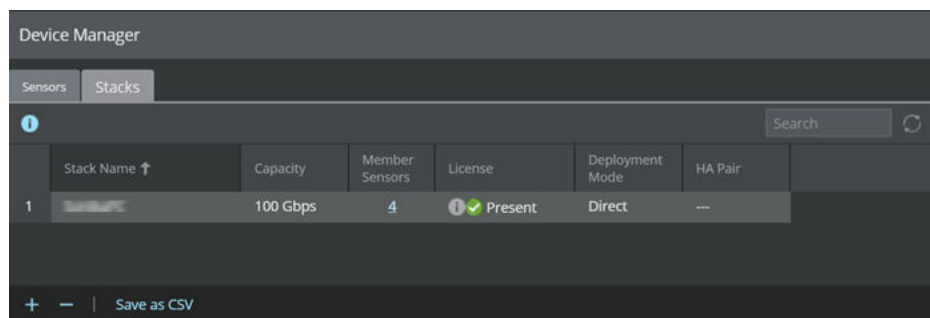 Device Manager
Sensors Stacks
Search
Stack Name Capacity Member Sensors License Deployment Mode HA Pair
1 100 Gbps 4 Present Direct ---
+ − | Save as CSV